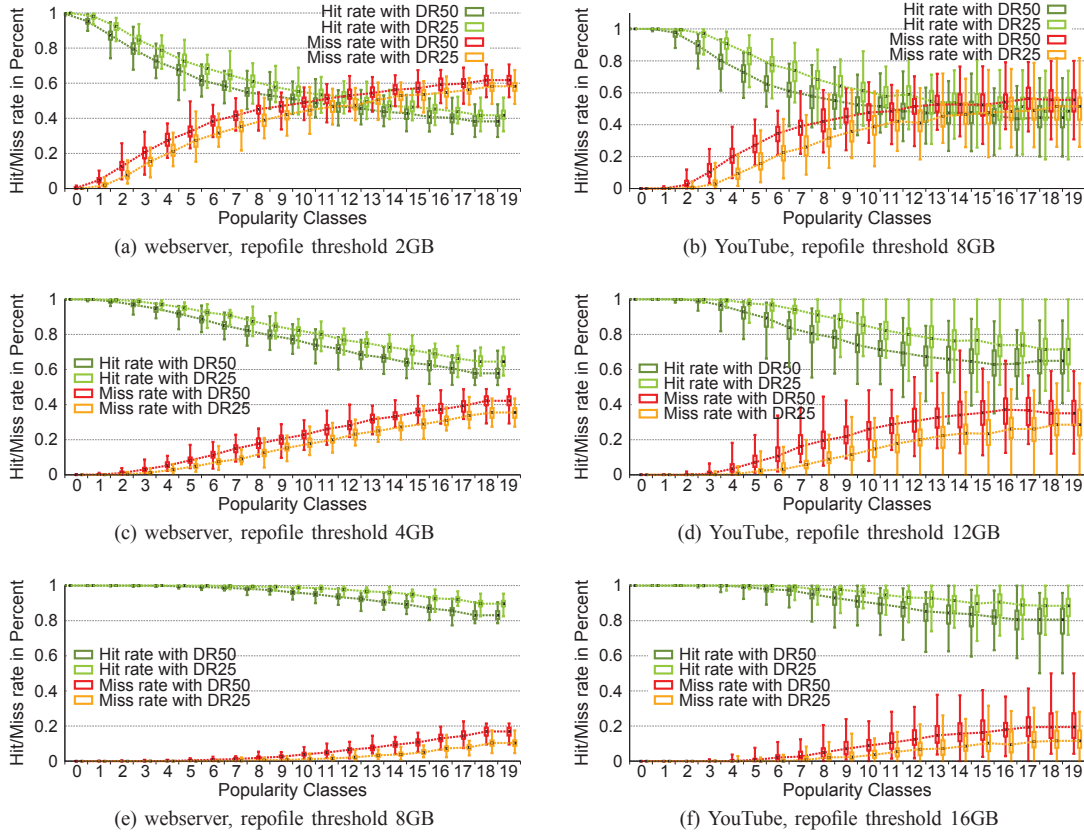 Hit/Miss rate in Percent
1
0.8
0.6
0.4
0.2
0
Hit rate with DR50
Hit rate with DR25
Miss rate with DR50
Miss rate with DR25
0 1 2 3 4 5 6 7 8 9 10 11 12 13 14 15 16 17 18 19
Popularity Classes
(a) webserver, repofile threshold 2GB
Hit/Miss rate in Percent
1
0.8
0.6
0.4
0.2
0
Hit rate with DR50
Hit rate with DR25
Miss rate with DR50
Miss rate with DR25
0 1 2 3 4 5 6 7 8 9 10 11 12 13 14 15 16 17 18 19
Popularity Classes
(b) YouTube, repofile threshold 8GB
Hit/Miss rate in Percent
1
0.8
0.6
0.4
0.2
0
Hit rate with DR50
Hit rate with DR25
Miss rate with DR50
Miss rate with DR25
0 1 2 3 4 5 6 7 8 9 10 11 12 13 14 15 16 17 18 19
Popularity Classes
(c) webserver, repofile threshold 4GB
Hit/Miss rate in Percent
1
0.8
0.6
0.4
0.2
0
Hit rate with DR50
Hit rate with DR25
Miss rate with DR50
Miss rate with DR25
0 1 2 3 4 5 6 7 8 9 10 11 12 13 14 15 16 17 18 19
Popularity Classes
(d) YouTube, repofile threshold 12GB
Hit/Miss rate in Percent
1
0.8
0.6
0.4
0.2
0
Hit rate with DR50
Hit rate with DR25
Miss rate with DR50
Miss rate with DR25
0 1 2 3 4 5 6 7 8 9 10 11 12 13 14 15 16 17 18 19
Popularity Classes
(e) webserver, repofile threshold 8GB
Hit/Miss rate in Percent
1
0.8
0.6
0.4
0.2
0
Hit rate with DR50
Hit rate with DR25
Miss rate with DR50
Miss rate with DR25
0 1 2 3 4 5 6 7 8 9 10 11 12 13 14 15 16 17 18 19
Popularity Classes
(f) YouTube, repofile threshold 16GB